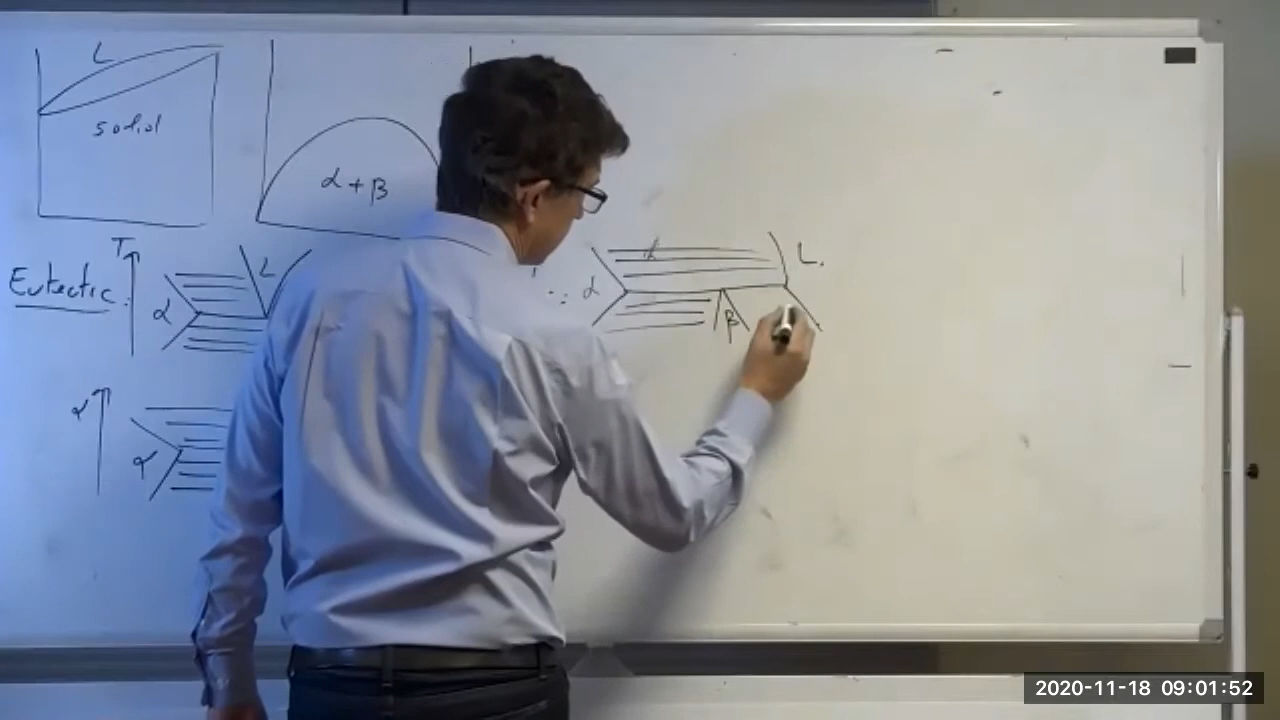 L
solid
α + β
Eutectic:
T
α
L
α
L.
β
α
2020-11-18 09:01:52